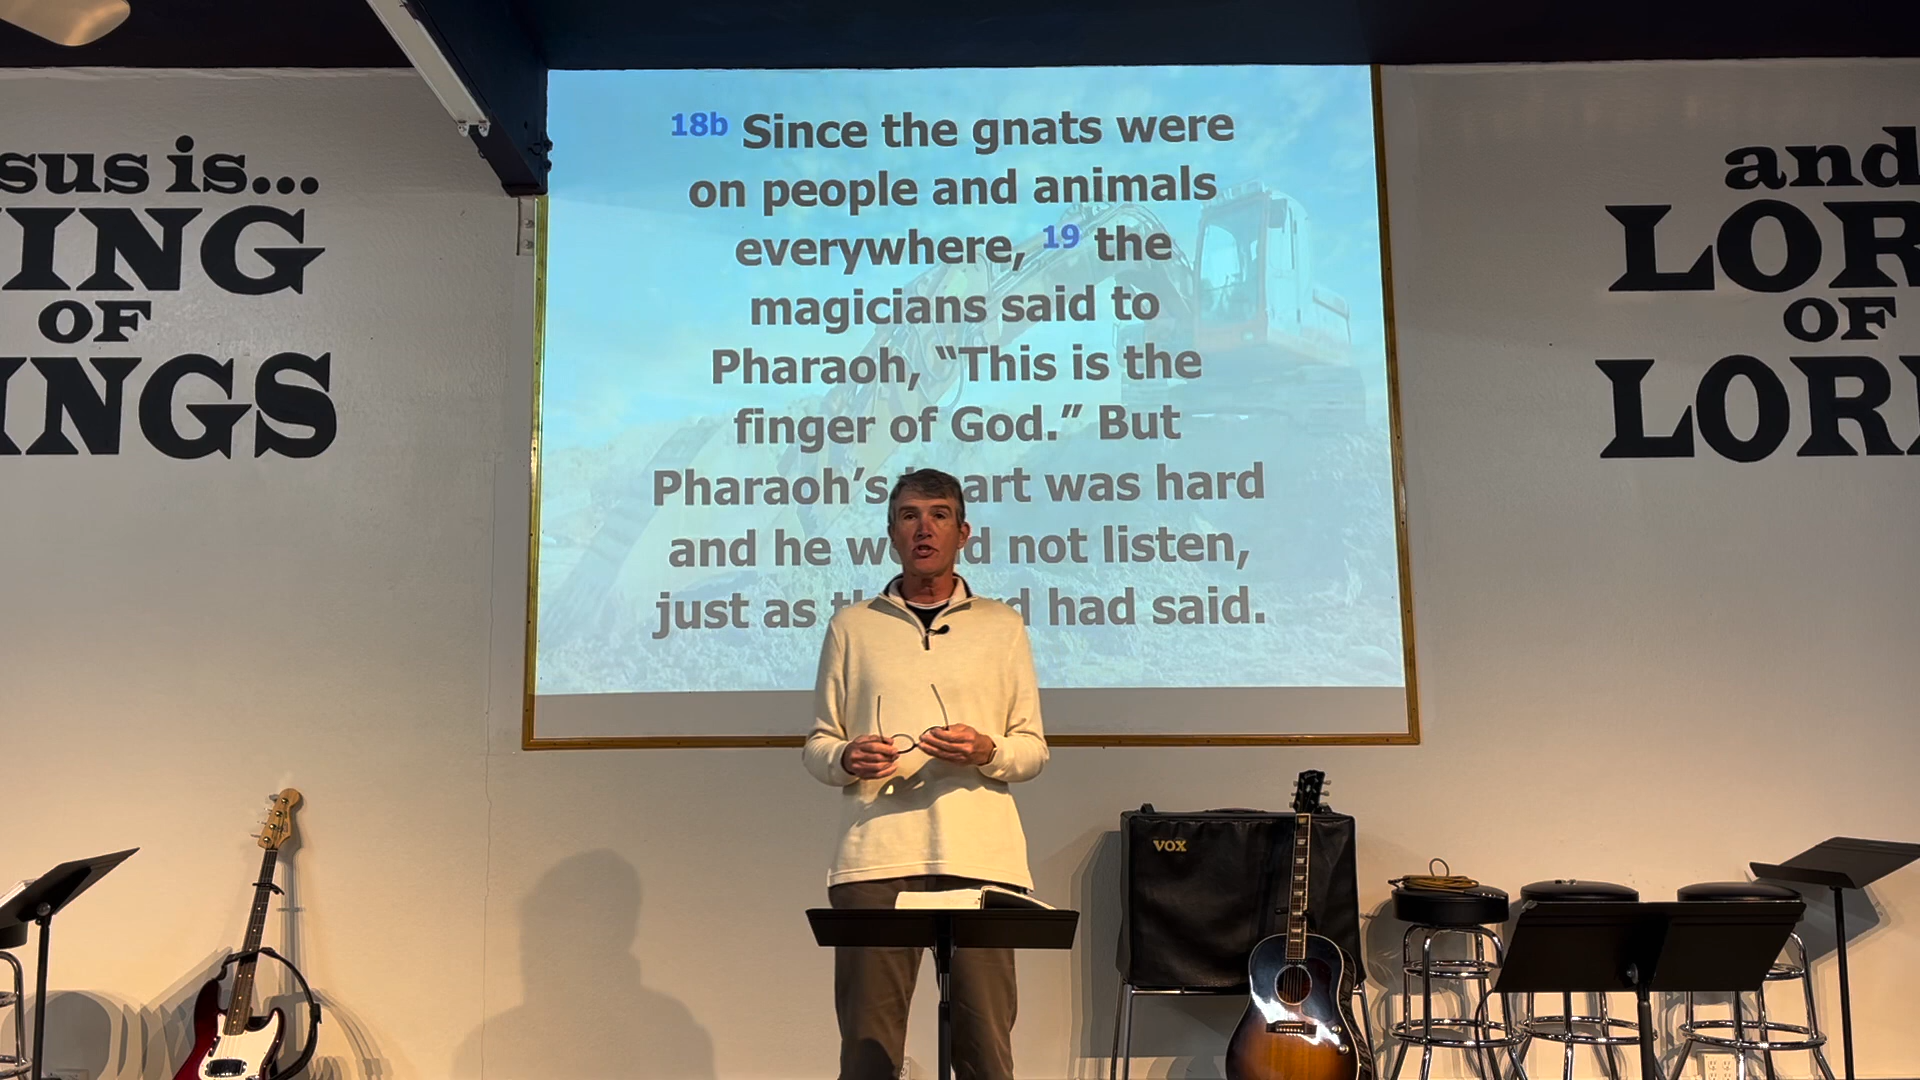 sus is...
ING
OF
INGS
18b Since the gnats were
on people and animals
everywhere, 19 the
magicians said to
Pharaoh, “This is the
finger of God.” But
Pharaoh’s art was hard
and he w d not listen,
just as th rd had said.
and
LOR
OF
LOR
VOX